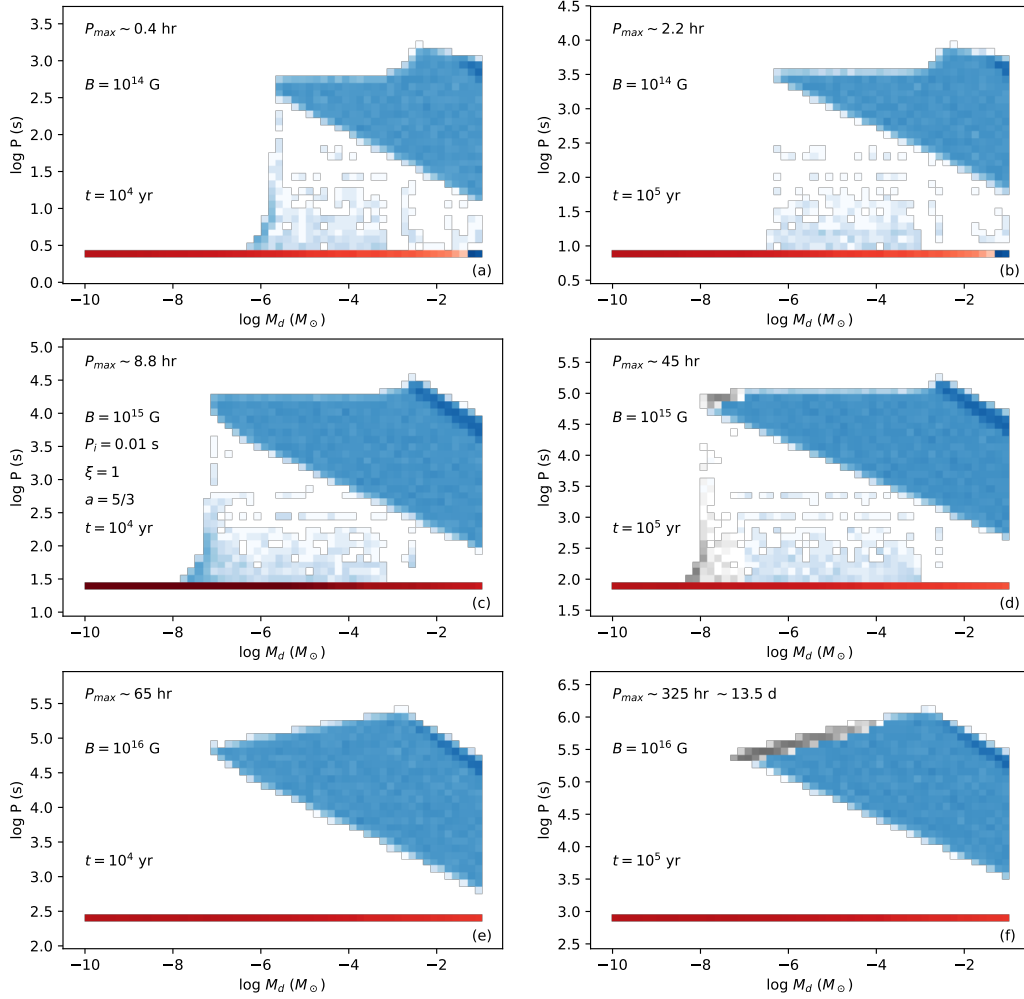 P_max ~ 0.4 hr
B = 10^14 G
t = 10^4 yr
(a)
log P (s)
3.5
3.0
2.5
2.0
1.5
1.0
0.5
0.0
−10 −8 −6 −4 −2
log M_d (M_⊙)
P_max ~ 2.2 hr
B = 10^14 G
t = 10^5 yr
(b)
log P (s)
4.5
4.0
3.5
3.0
2.5
2.0
1.5
1.0
0.5
−10 −8 −6 −4 −2
log M_d (M_⊙)
P_max ~ 8.8 hr
B = 10^15 G
P_i = 0.01 s
ξ = 1
a = 5/3
t = 10^4 yr
(c)
log P (s)
5.0
4.5
4.0
3.5
3.0
2.5
2.0
1.5
1.0
−10 −8 −6 −4 −2
log M_d (M_⊙)
P_max ~ 45 hr
B = 10^15 G
t = 10^5 yr
(d)
log P (s)
5.5
5.0
4.5
4.0
3.5
3.0
2.5
2.0
1.5
−10 −8 −6 −4 −2
log M_d (M_⊙)
P_max ~ 65 hr
B = 10^16 G
t = 10^4 yr
(e)
log P (s)
5.5
5.0
4.5
4.0
3.5
3.0
2.5
2.0
−10 −8 −6 −4 −2
log M_d (M_⊙)
P_max ~ 325 hr ~ 13.5 d
B = 10^16 G
t = 10^5 yr
(f)
log P (s)
6.5
6.0
5.5
5.0
4.5
4.0
3.5
3.0
2.5
−10 −8 −6 −4 −2
log M_d (M_⊙)